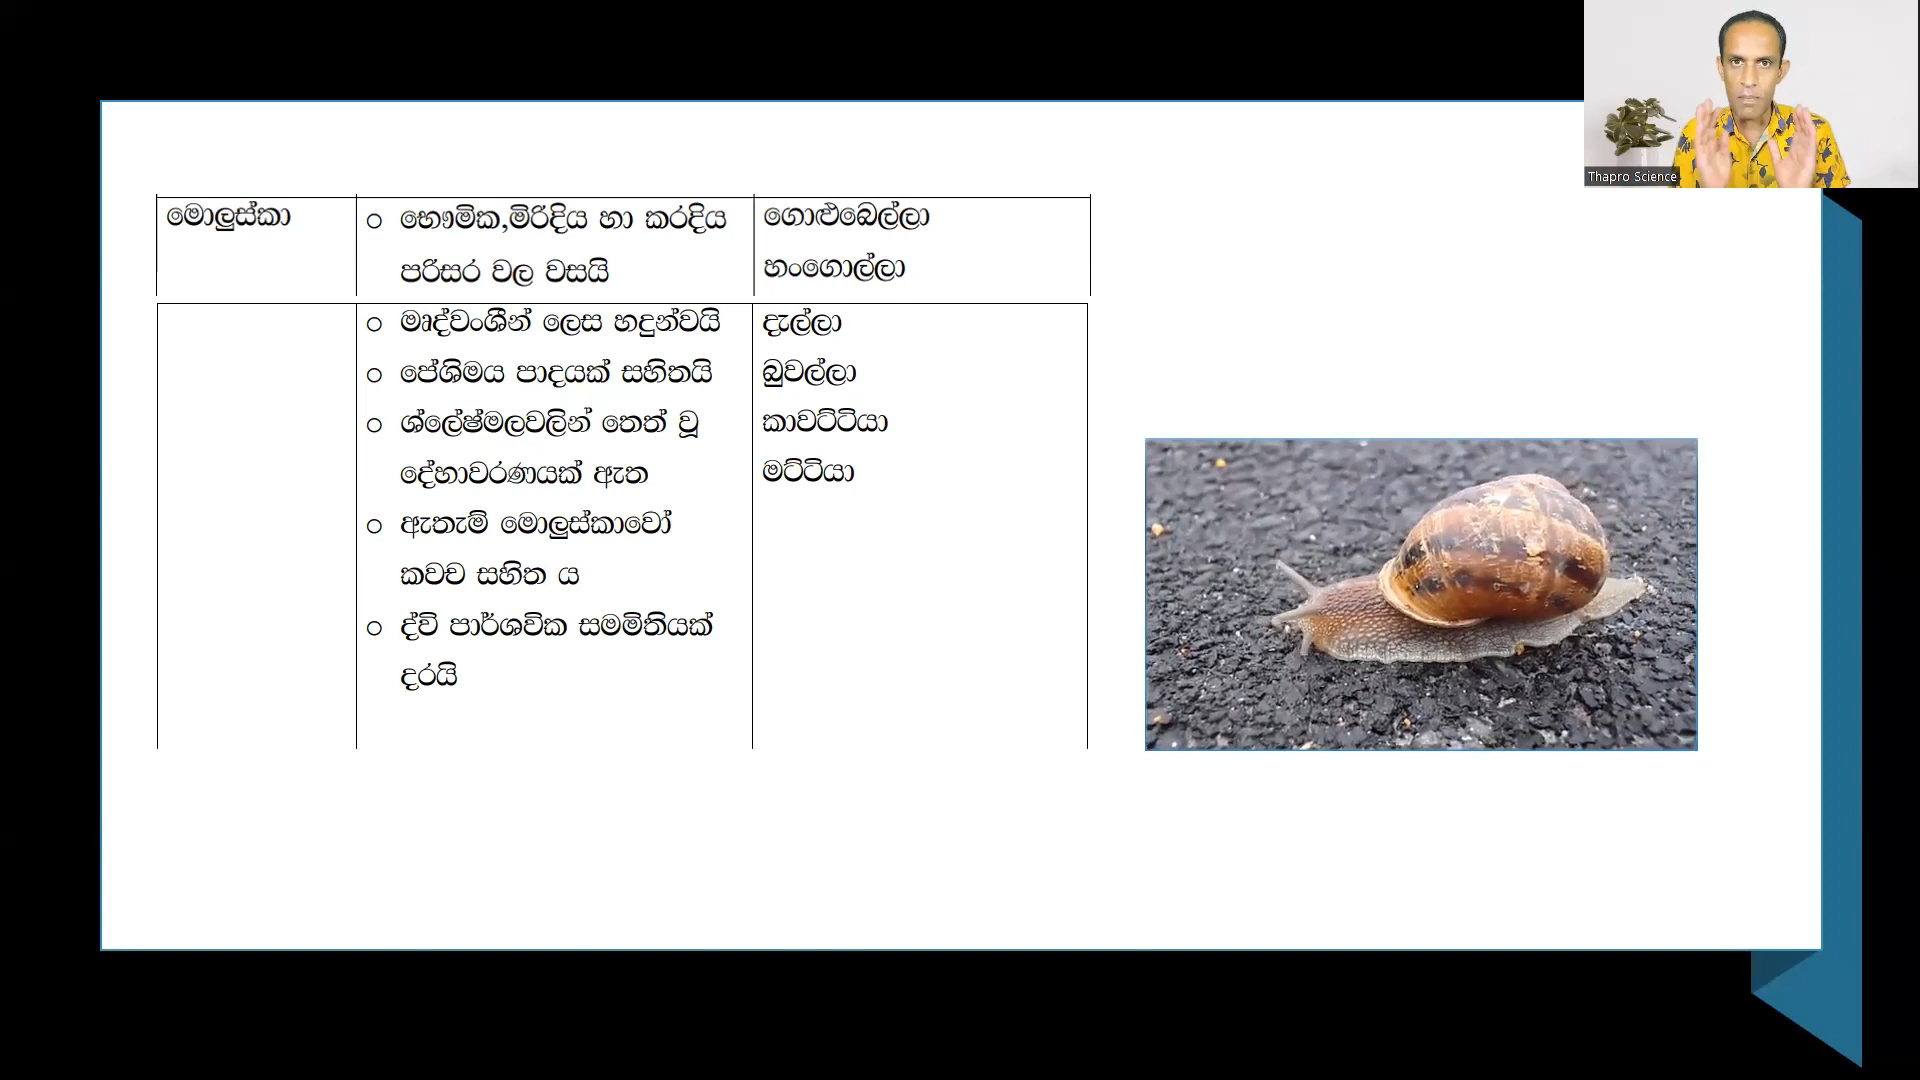 Thapro Science
මොලුස්කා
භෞමික,මිරිදිය හා කරදිය
පරිසර වල වසයි
ගොළුබෙල්ලා
හංගොල්ලා
මෘද්වංශීන් ලෙස හදුන්වයි
පේශිමය පාදයක් සහිතයි
ශ්ලේෂ්මලවලින් තෙත් වූ
දේහාවරණයක් ඇත
ඇතැම් මොලුස්කාවෝ
කවච සහිත ය
ද්වි පාර්ශවික සමමිතියක්
දරයි
දැල්ලා
බුවල්ලා
කාවට්ටියා
මට්ටියා